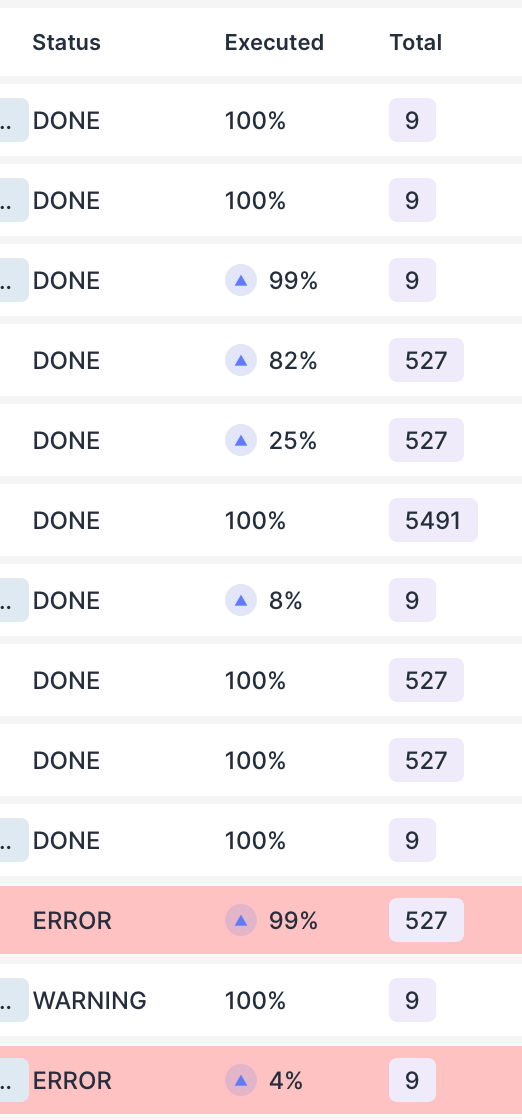 Status Executed Total
.. DONE 100% 9
.. DONE 100% 9
.. DONE 99% 9
DONE 82% 527
DONE 25% 527
DONE 100% 5491
.. DONE 8% 9
DONE 100% 527
DONE 100% 527
.. DONE 100% 9
ERROR 99% 527
.. WARNING 100% 9
.. ERROR 4% 9